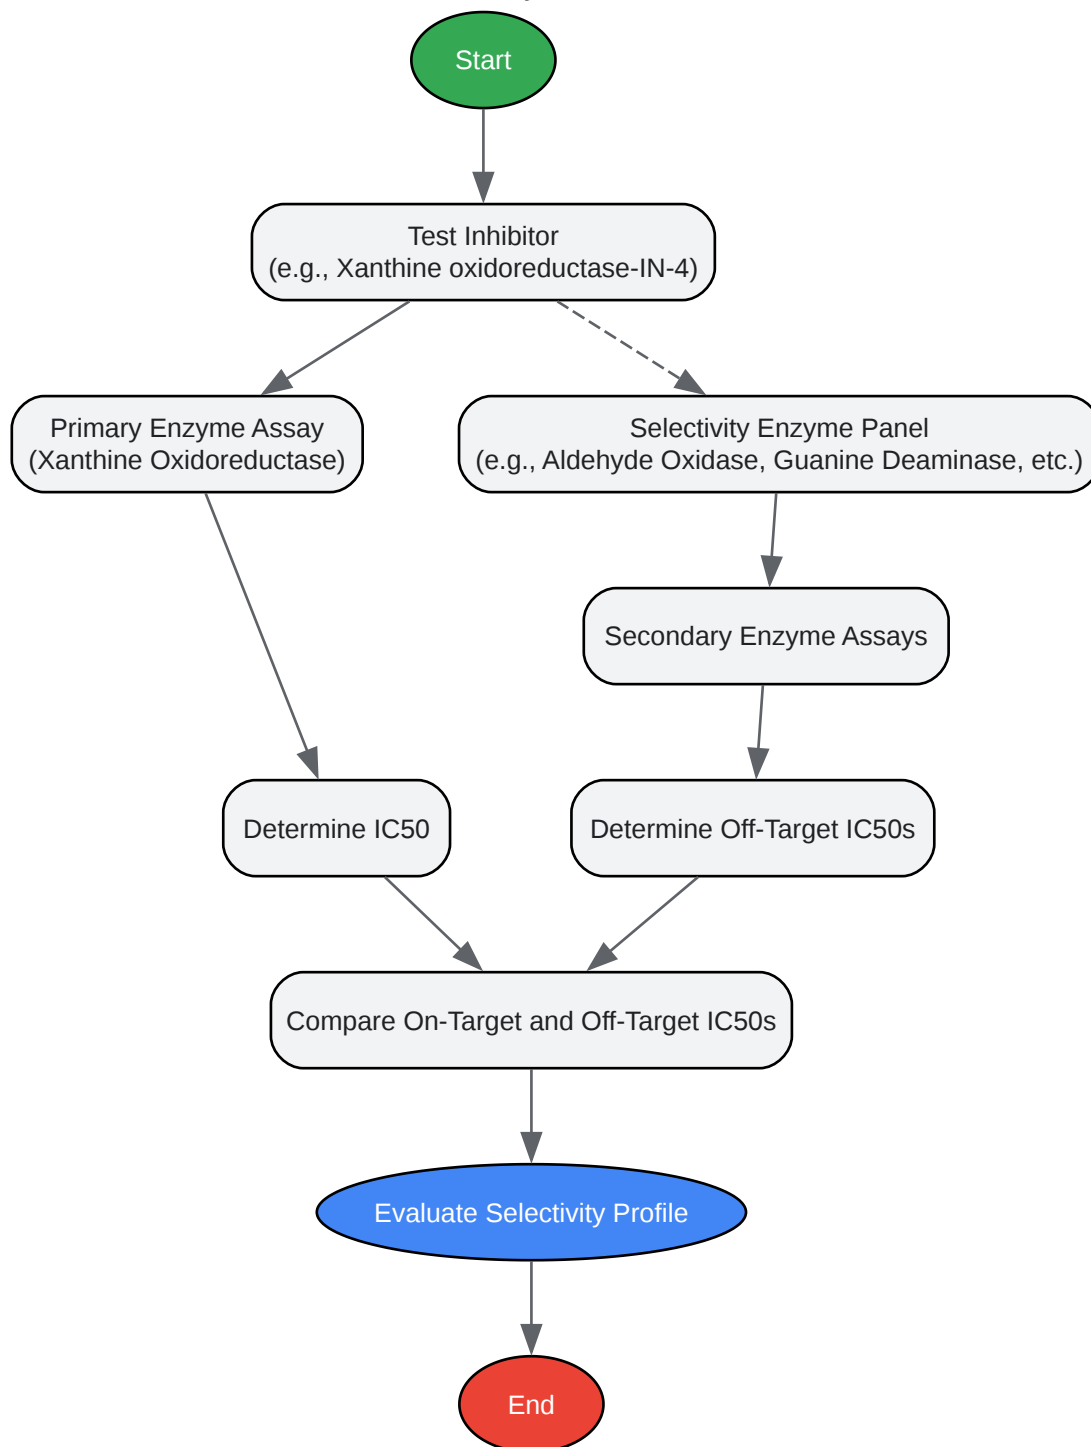 Start
Test Inhibitor
(e.g., Xanthine oxidoreductase-IN-4)
Primary Enzyme Assay
(Xanthine Oxidoreductase)
Selectivity Enzyme Panel
(e.g., Aldehyde Oxidase, Guanine Deaminase, etc.)
Secondary Enzyme Assays
Determine IC50
Determine Off-Target IC50s
Compare On-Target and Off-Target IC50s
Evaluate Selectivity Profile
End